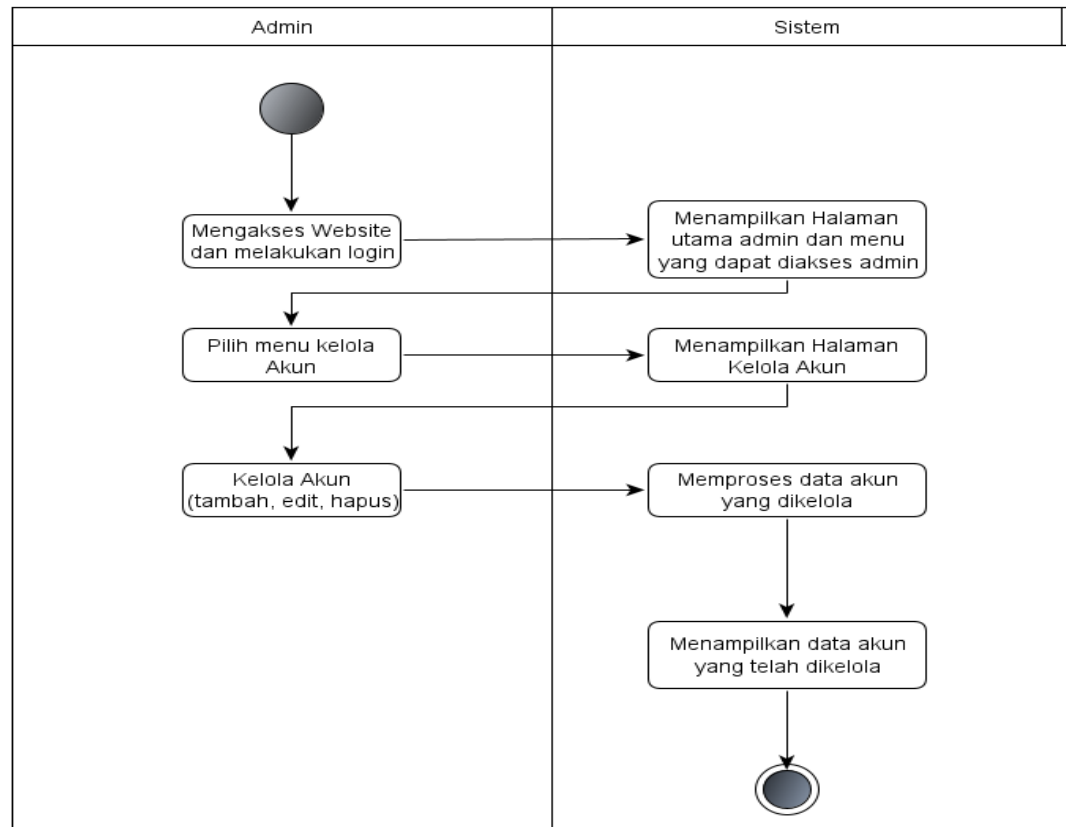 Admin
Sistem
Mengakses Website
dan melakukan login
Menampilkan Halaman
utama admin dan menu
yang dapat diakses admin
Pilih menu kelola
Akun
Menampilkan Halaman
Kelola Akun
Kelola Akun
(tambah, edit, hapus)
Memproses data akun
yang dikelola
Menampilkan data akun
yang telah dikelola